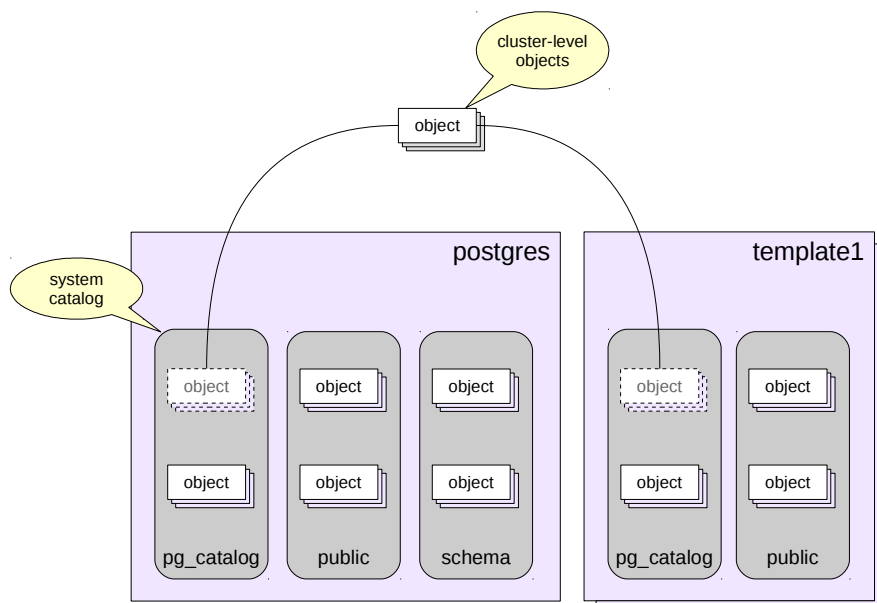 cluster-level
objects
object
postgres
template1
system
catalog
object
object
object
object
object
object
object
object
object
object
pg_catalog
public
schema
pg_catalog
public